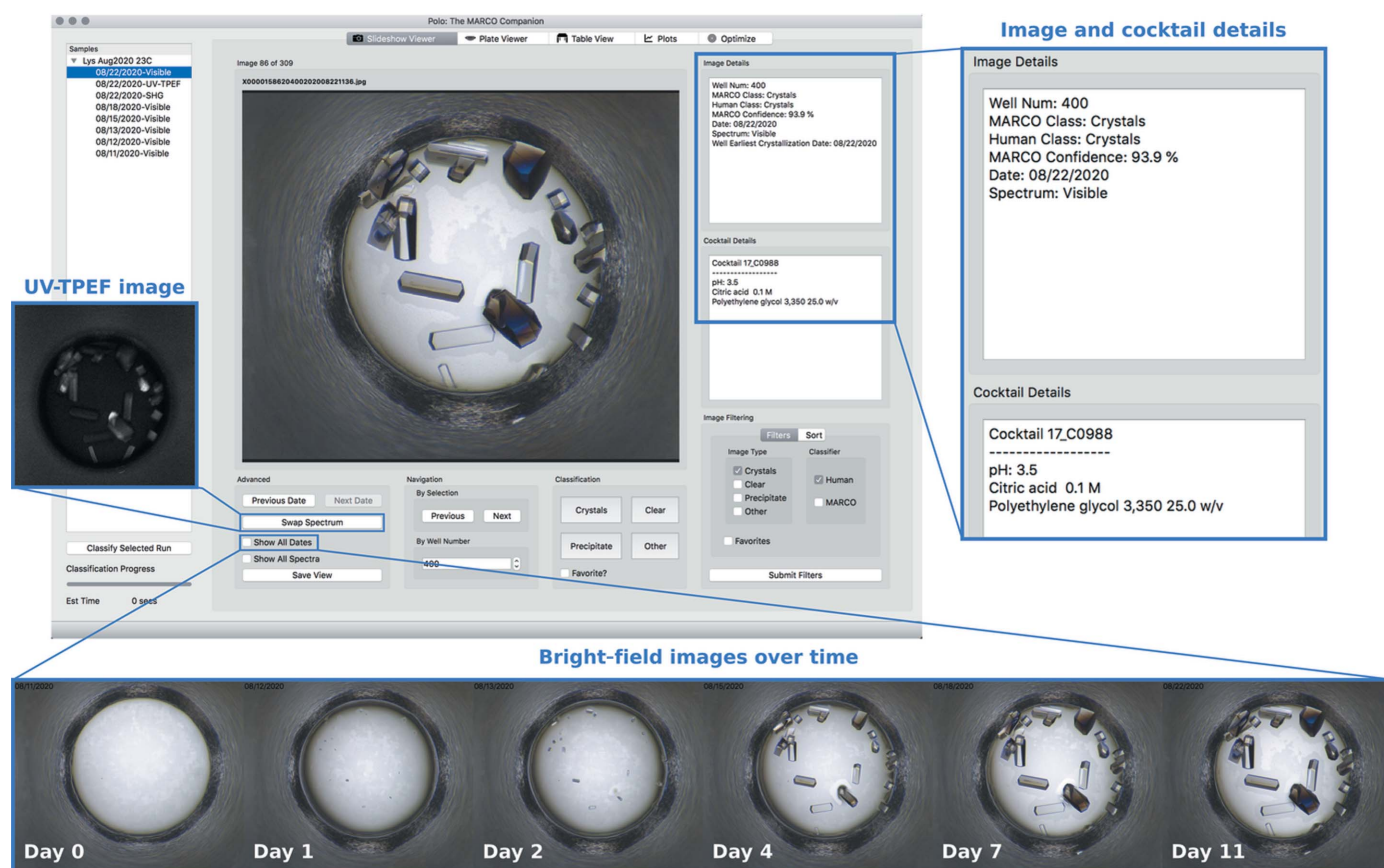 Polo: The MARCO Companion
Slideshow Viewer
Plate Viewer
Table View
Plots
Optimize
Samples
Lys Aug2020 23C
08/22/2020-Visible
08/22/2020-UV-TPEF
08/22/2020-SHG
08/18/2020-Visible
08/15/2020-Visible
08/13/2020-Visible
08/12/2020-Visible
08/11/2020-Visible
Classify Selected Run
Classification Progress
Est Time 0 secs
UV-TPEF image
Image 86 of 309
X0000158620400202008221136.jpg
Image Details
Well Num: 400
MARCO Class: Crystals
Human Class: Crystals
MARCO Confidence: 93.9 %
Date: 08/22/2020
Spectrum: Visible
Well Earliest Crystallization Date: 08/22/2020
Cocktail Details
Cocktail 17_C0988
------------------
pH: 3.5
Citric acid 0.1 M
Polyethylene glycol 3,350 25.0 w/v
Image Filtering
Filters
Sort
Image Type
Crystals
Clear
Precipitate
Other
Classifier
Human
MARCO
Favorites
Submit Filters
Advanced
Previous Date
Next Date
Swap Spectrum
Show All Dates
Show All Spectra
Save View
Navigation
By Selection
Previous
Next
By Well Number
400
Classification
Crystals
Clear
Precipitate
Other
Favorite?
Image and cocktail details
Image Details
Well Num: 400
MARCO Class: Crystals
Human Class: Crystals
MARCO Confidence: 93.9 %
Date: 08/22/2020
Spectrum: Visible
Cocktail Details
Cocktail 17_C0988
------------------
pH: 3.5
Citric acid 0.1 M
Polyethylene glycol 3,350 25.0 w/v
Bright-field images over time
08/11/2020
08/12/2020
08/13/2020
08/15/2020
08/18/2020
08/22/2020
Day 0
Day 1
Day 2
Day 4
Day 7
Day 11